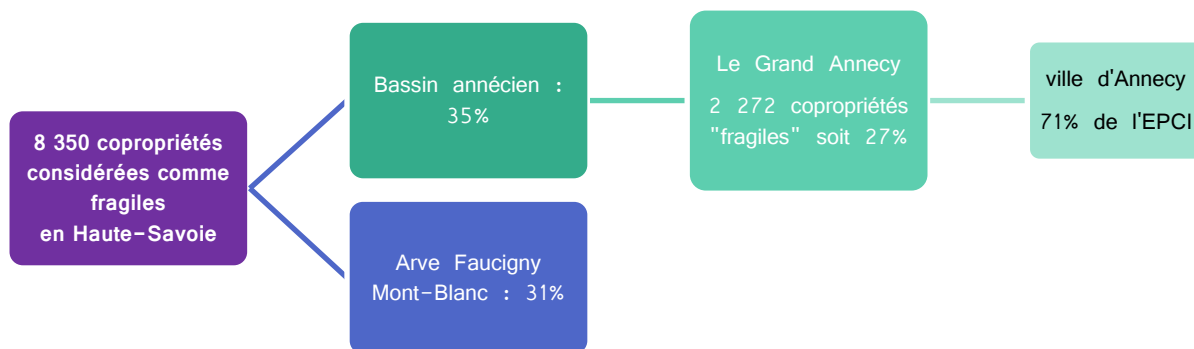 8 350 copropriétés
considérées comme
fragiles
en Haute-Savoie
Bassin annécien :
35%
Arve Faucigny
Mont-Blanc : 31%
Le Grand Annecy
2 272 copropriétés
"fragiles" soit 27%
ville d'Annecy
71% de l'EPCI